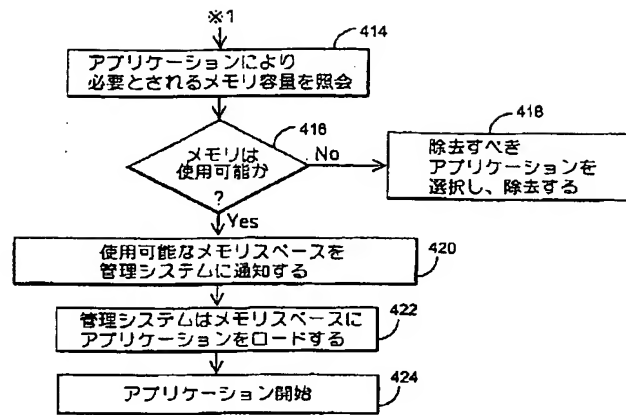 ※1
414
アプリケーションにより
必要とされるメモリ容量を照会
416
メモリは
使用可能か
?
No
418
除去すべき
アプリケーションを
選択し、除去する
Yes
使用可能なメモリスペースを
管理システムに通知する
420
管理システムはメモリスペースに
アプリケーションをロードする
422
アプリケーション開始
424